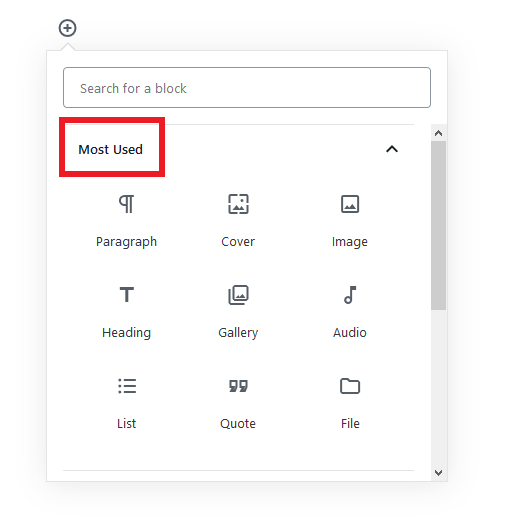 Search for a block
Most Used
Paragraph Cover Image
Heading Gallery Audio
List Quote File